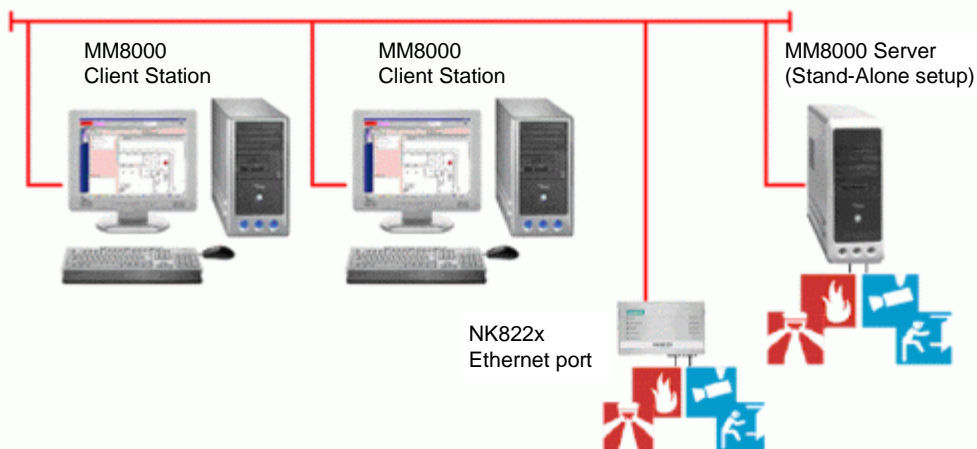 MM8000
Client Station
MM8000
Client Station
MM8000 Server
(Stand-Alone setup)
NK822x
Ethernet port